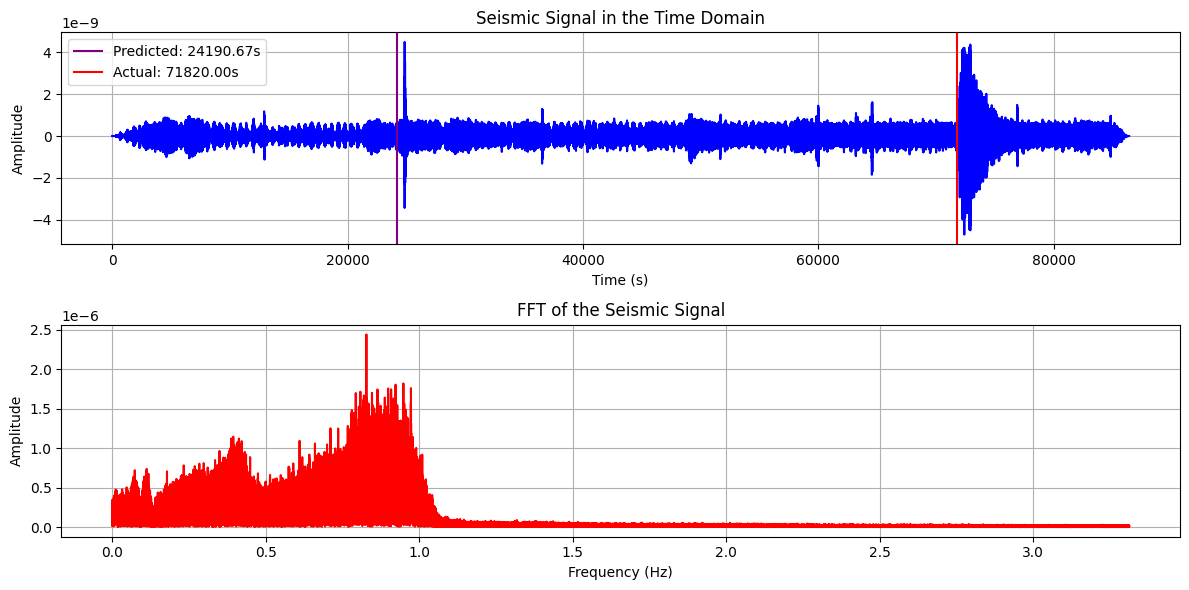 Seismic Signal in the Time Domain
1e−9
Predicted: 24190.67s
Actual: 71820.00s
4
2
0
−2
−4
Amplitude
0 20000 40000 60000 80000
Time (s)
FFT of the Seismic Signal
1e−6
2.5
2.0
1.5
1.0
0.5
0.0
Amplitude
0.0 0.5 1.0 1.5 2.0 2.5 3.0
Frequency (Hz)